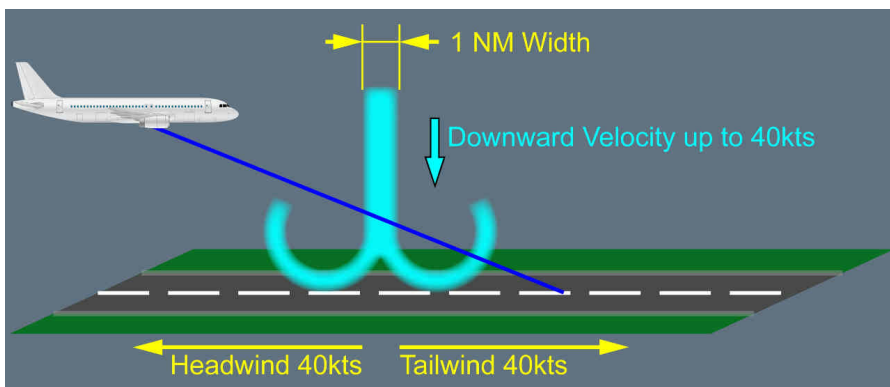 1 NM Width
Downward Velocity up to 40kts
Headwind 40kts
Tailwind 40kts